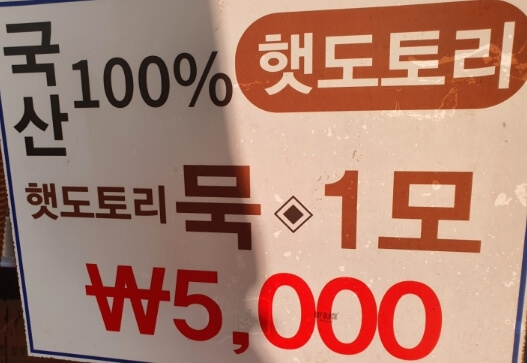 국산 100% 햇도토리
햇도토리묵 ◈ 1모
₩5,000